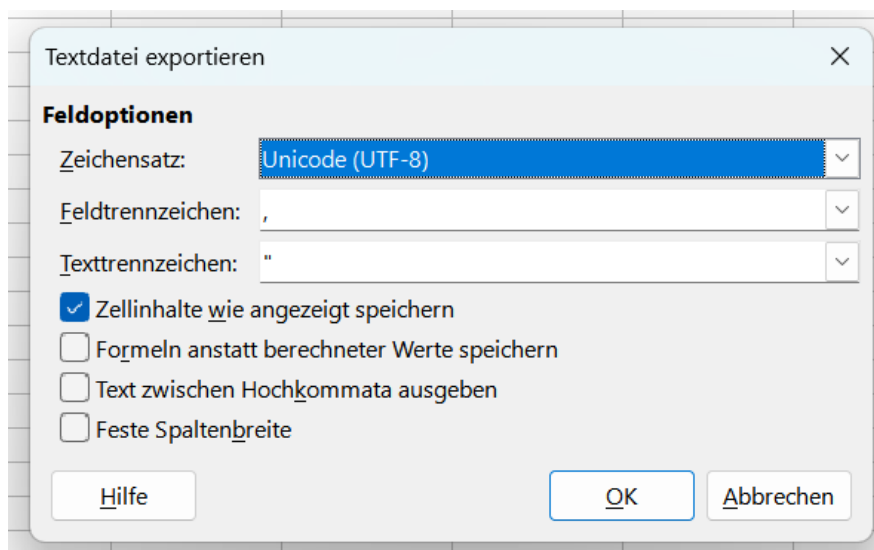 Textdatei exportieren
Feldoptionen
Zeichensatz: Unicode (UTF-8)
Feldtrennzeichen: ,
Texttrennzeichen: "
Zellinhalte wie angezeigt speichern
Formeln anstatt berechneter Werte speichern
Text zwischen Hochkommata ausgeben
Feste Spaltenbreite
Hilfe OK Abbrechen